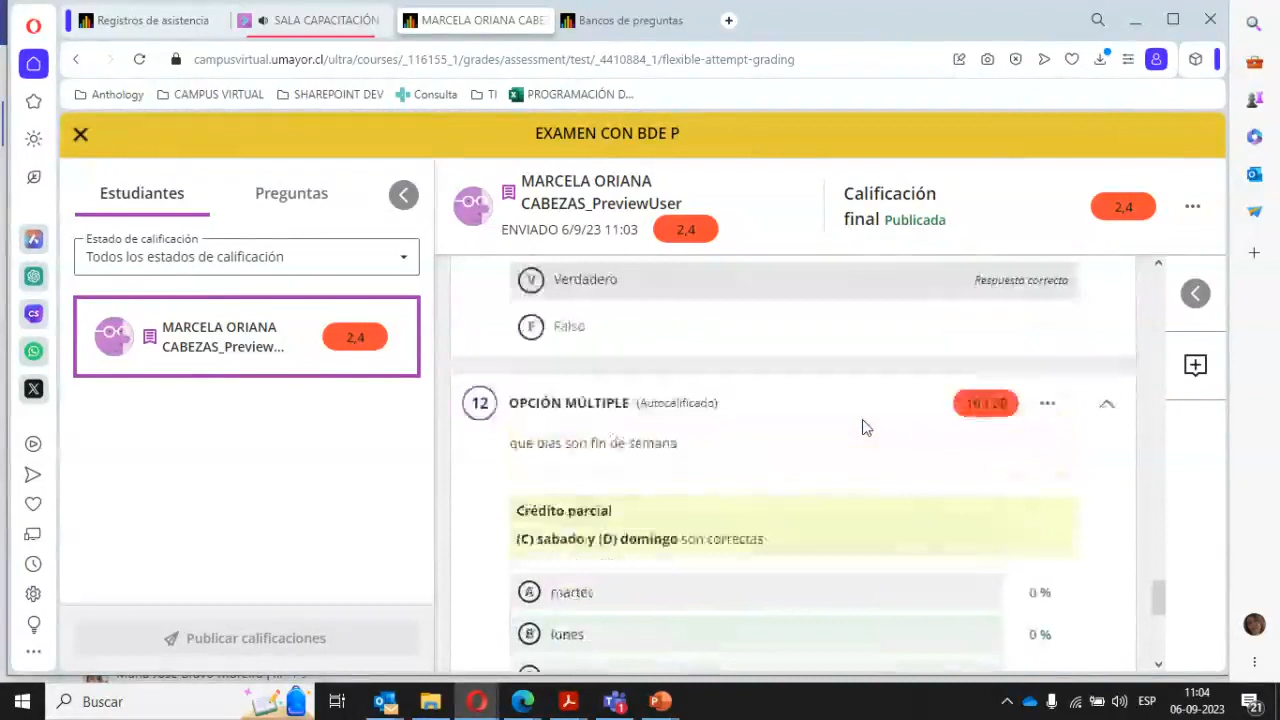 Registros de asistencia
SALA CAPACITACIÓN
MARCELA ORIANA CABE
Bancos de preguntas
campusvirtual.umayor.cl/ultra/courses/_116155_1/grades/assessment/test/_4410884_1/flexible-attempt-grading
Anthology
CAMPUS VIRTUAL
SHAREPOINT DEV
Consulta
TI
PROGRAMACIÓN D...
EXAMEN CON BDE P
Estudiantes
Preguntas
Estado de calificación
Todos los estados de calificación
MARCELA ORIANA
CABEZAS_Preview...
2,4
Publicar calificaciones
MARCELA ORIANA
CABEZAS_PreviewUser
ENVIADO 6/9/23 11:03
2,4
Calificación
final Publicada
2,4
V Verdadero
Respuesta correcta
F Falso
12
OPCIÓN MÚLTIPLE (Autocalificado)
que dias son fin de semana
Crédito parcial
(C) sabado y (D) domingo son correctas
A martes
0 %
B lunes
0 %
CS
Buscar
ESP
11:04
06-09-2023
21